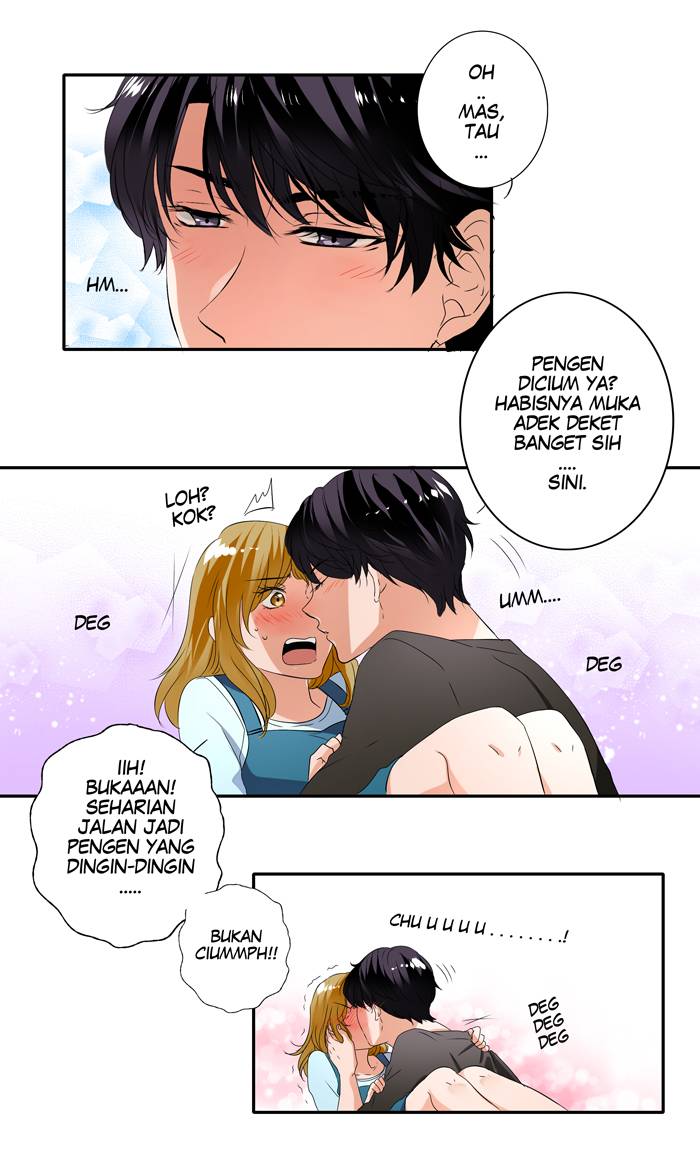 OH
..
MAS,
TAU
...
HM...
PENGEN
DICIUM YA?
HABISNYA MUKA
ADEK DEKET
BANGET SIH
....
SINI.
LOH?
KOK?
UMM....
DEG
DEG
IIH!
BUKAAAN!
SEHARIAN
JALAN JADI
PENGEN YANG
DINGIN-DINGIN
.....
BUKAN
CIUMMPH!!
CHU U U U U . . . . . . . .!
DEG
DEG
DEG